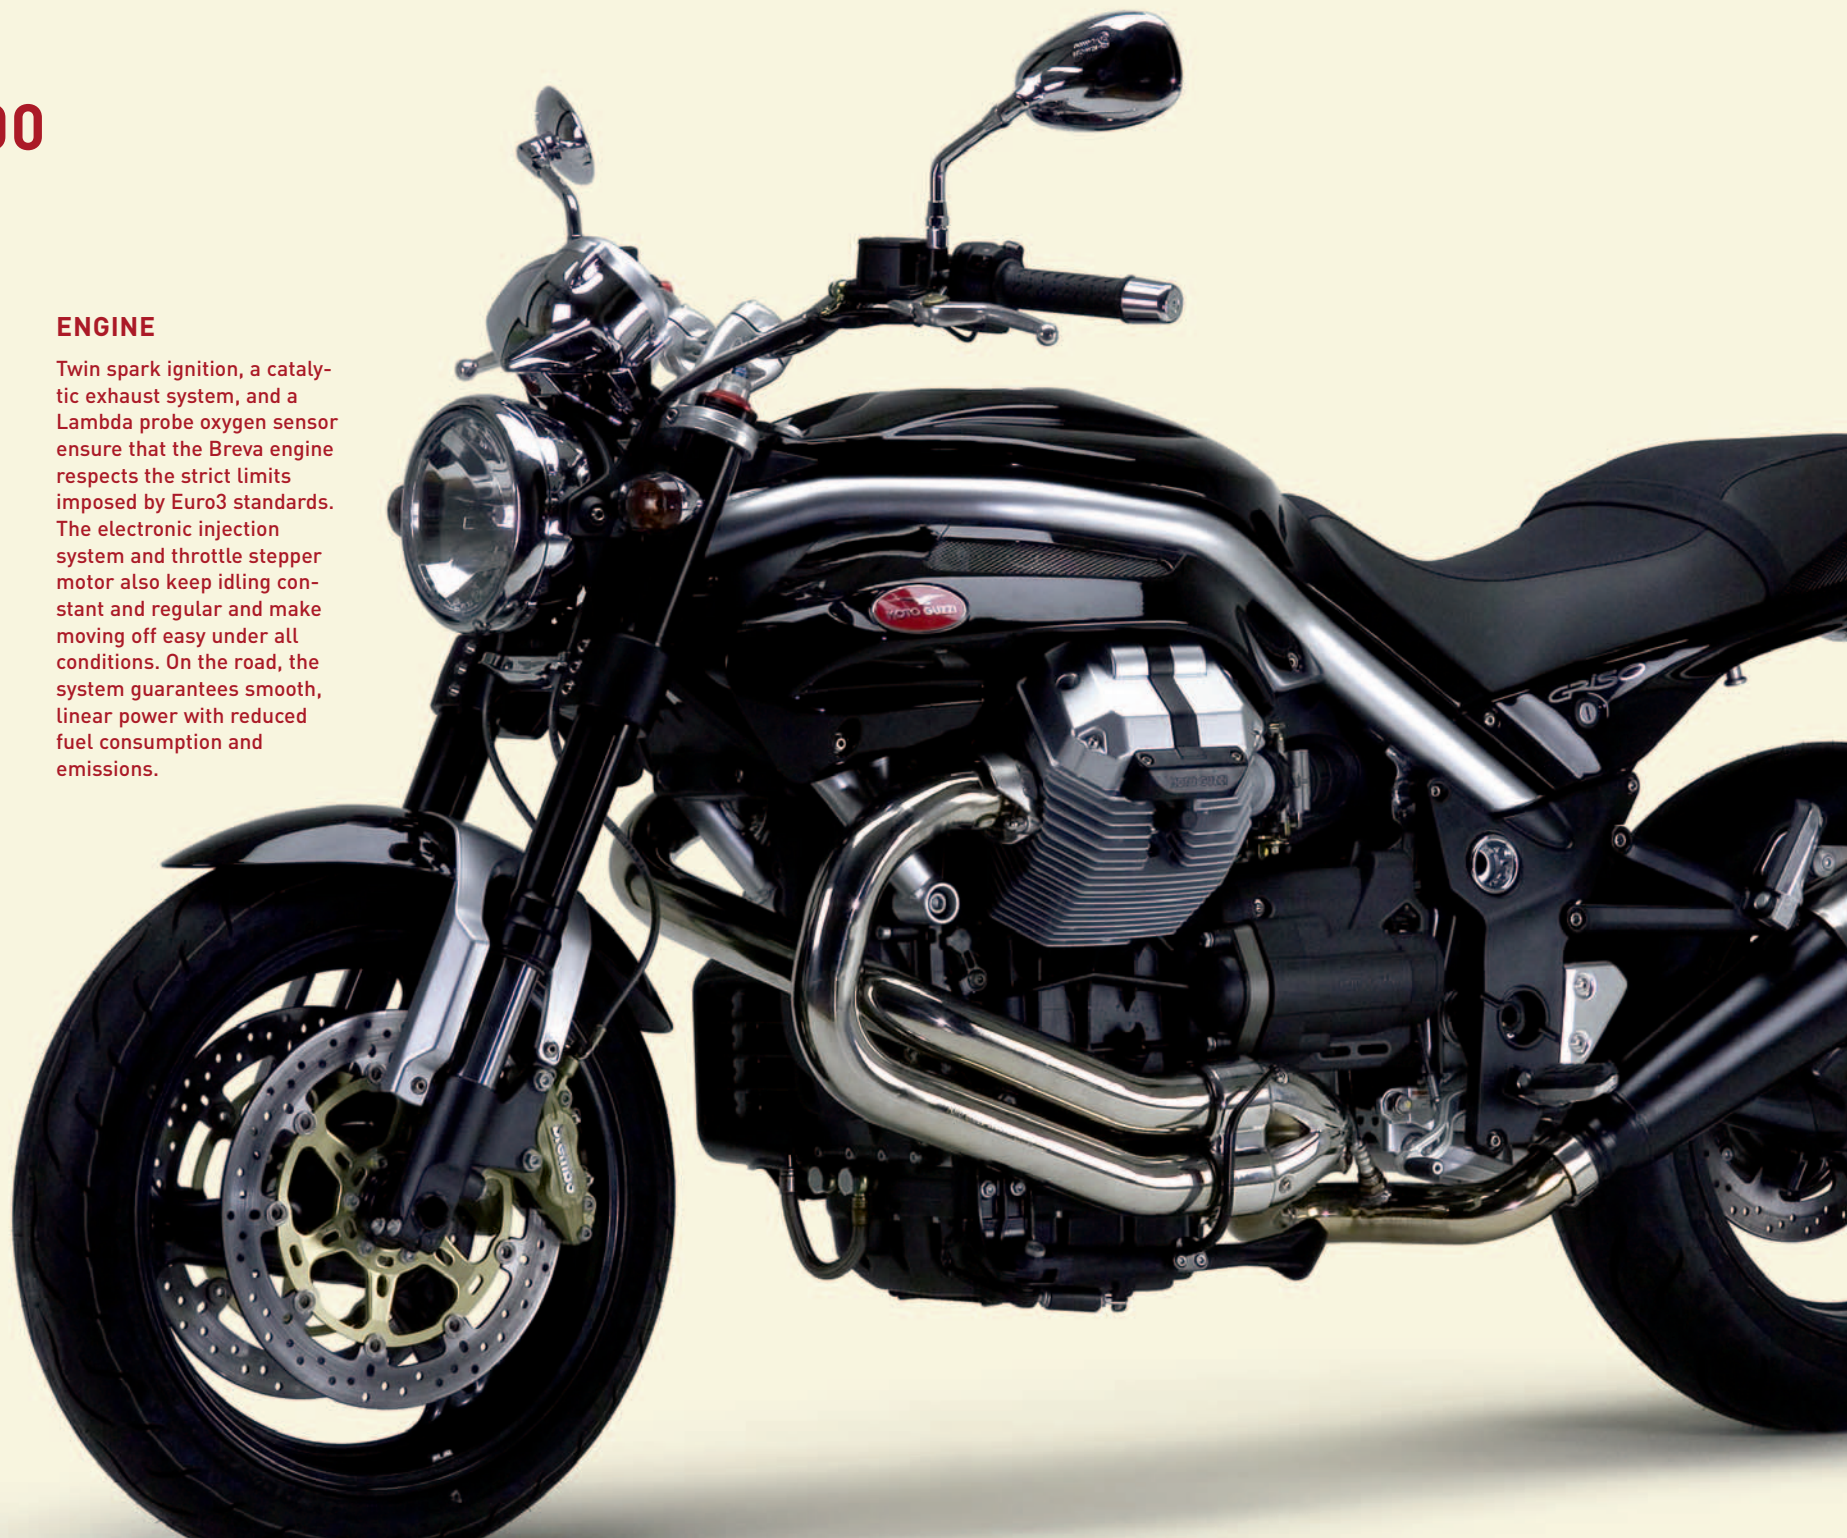 00
ENGINE
Twin spark ignition, a cataly-
tic exhaust system, and a
Lambda probe oxygen sensor
ensure that the Breva engine
respects the strict limits
imposed by Euro3 standards.
The electronic injection
system and throttle stepper
motor also keep idling con-
stant and regular and make
moving off easy under all
conditions. On the road, the
system guarantees smooth,
linear power with reduced
fuel consumption and
emissions.
MOTO GUZZI
GRISO
MOTO GUZZI
brembo